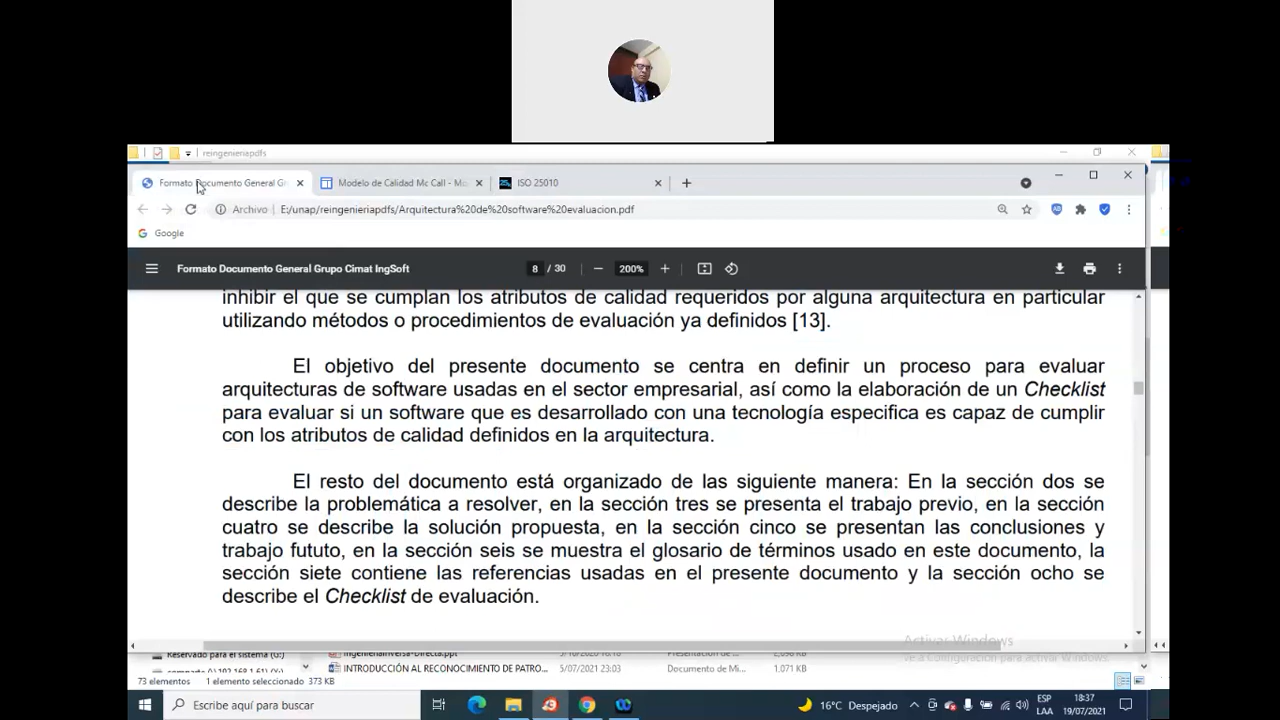 reingenieriapdfs
Formato Documento General Gr
Modelo de Calidad Mc Call - Mo
ISO 25010
Archivo | E:/unap/reingenieriapdfs/Arquitectura%20de%20software%20evaluacion.pdf
Google
Formato Documento General Grupo Cimat IngSoft
8 / 30
200%
inhibir el que se cumplan los atributos de calidad requeridos por alguna arquitectura en particular
utilizando métodos o procedimientos de evaluación ya definidos [13].
El objetivo del presente documento se centra en definir un proceso para evaluar
arquitecturas de software usadas en el sector empresarial, así como la elaboración de un Checklist
para evaluar si un software que es desarrollado con una tecnología especifica es capaz de cumplir
con los atributos de calidad definidos en la arquitectura.
El resto del documento está organizado de las siguiente manera: En la sección dos se
describe la problemática a resolver, en la sección tres se presenta el trabajo previo, en la sección
cuatro se describe la solución propuesta, en la sección cinco se presentan las conclusiones y
trabajo fututo, en la sección seis se muestra el glosario de términos usado en este documento, la
sección siete contiene las referencias usadas en el presente documento y la sección ocho se
describe el Checklist de evaluación.
Activar Windows
Ve a Configuración para activar Windows.
Reservado para el sistema (G:)
INTRODUCCIÓN AL RECONOCIMIENTO DE PATRO...
5/07/2021 23:03
Documento de Mi...
1.071 KB
73 elementos
1 elemento seleccionado 373 KB
Escribe aquí para buscar
16°C Despejado
ESP
LAA
18:37
19/07/2021